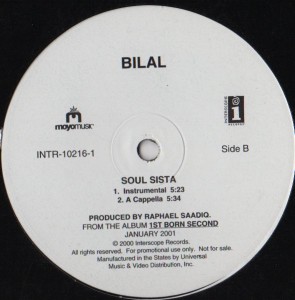 BILAL
moyomusic
interscope records
INTR-10216-1
Side B
SOUL SISTA
1. Instrumental 5:23
2. A Cappella 5:34
PRODUCED BY RAPHAEL SAADIQ.
FROM THE ALBUM 1ST BORN SECOND
JANUARY 2001
© 2000 Interscope Records.
All rights reserved. For promotional use only. Not for sale.
Manufactured in the States by Universal
Music & Video Distribution, Inc.